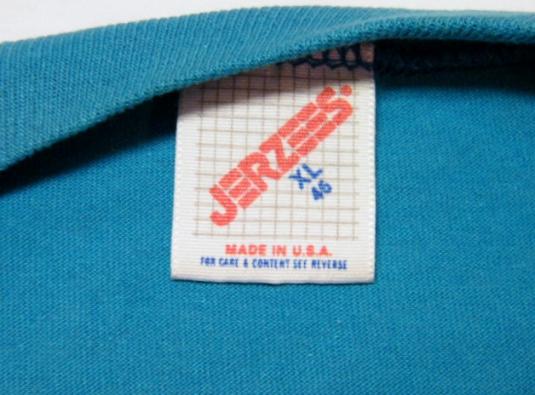 JERZEES®
XL
46
MADE IN U.S.A.
FOR CARE & CONTENT SEE REVERSE